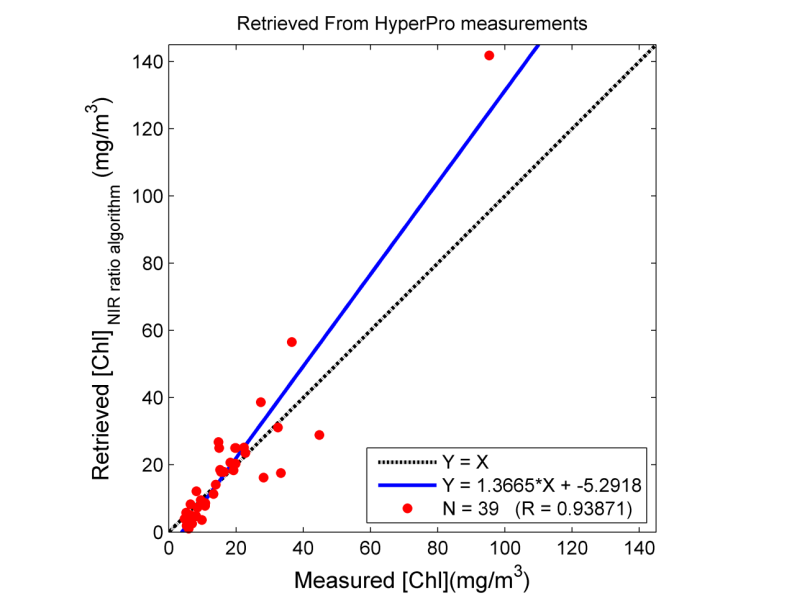 Retrieved From HyperPro measurements
140
120
100
80
60
40
20
0
Retrieved [Chl] NIR ratio algorithm (mg/m³)
Y = X
Y = 1.3665*X + -5.2918
N = 39 (R = 0.93871)
0 20 40 60 80 100 120 140
Measured [Chl](mg/m³)